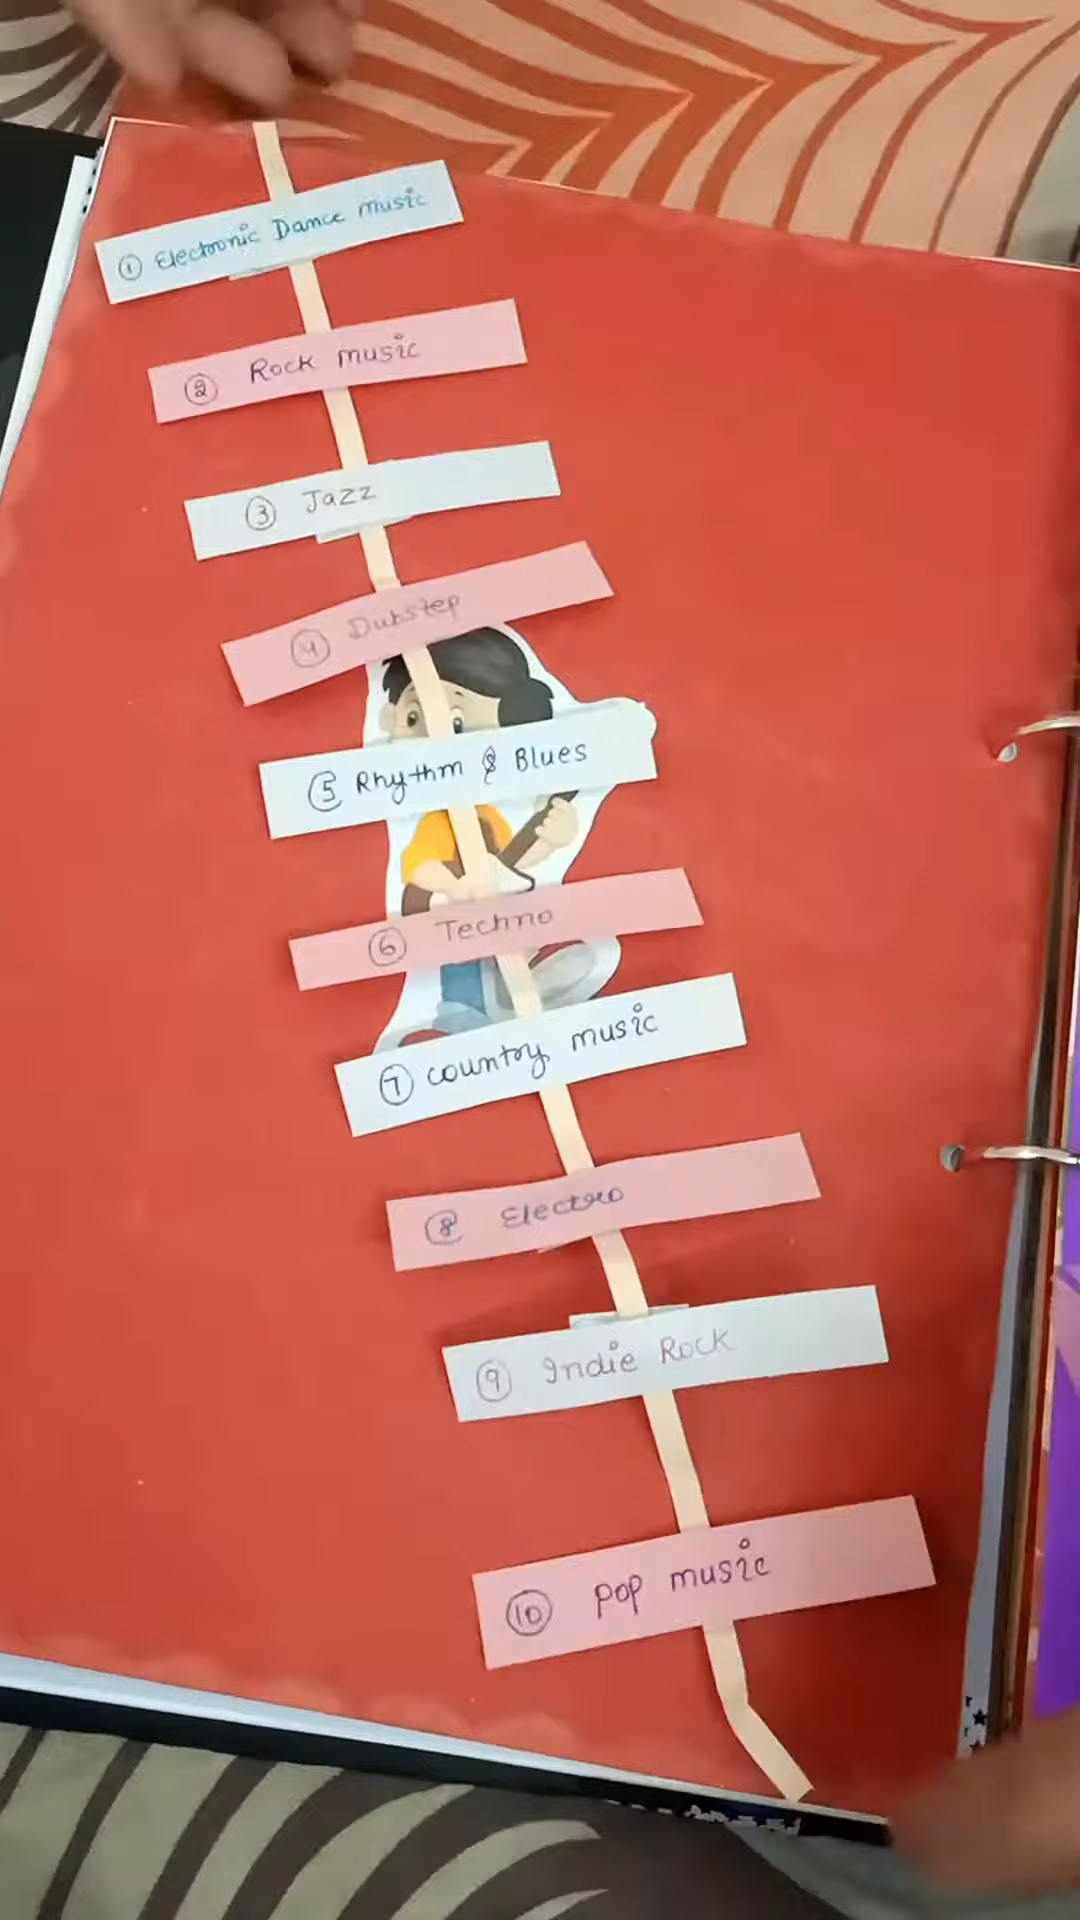 ① Electronic Dance music
② Rock music
③ Jazz
④ Dubstep
⑤ Rhythm & Blues
⑥ Techno
⑦ country music
⑧ Electro
⑨ Indie Rock
⑩ pop music